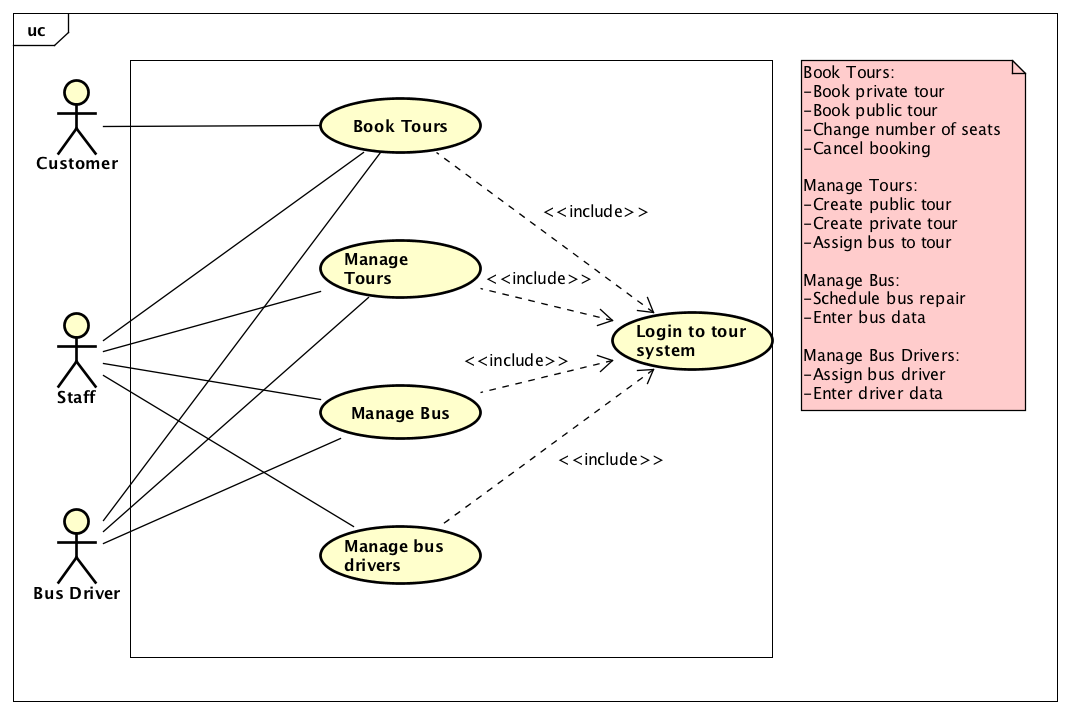 uc
Customer
Book Tours
<<include>>
Manage
Tours
<<include>>
Staff
Login to tour
system
<<include>>
Manage Bus
<<include>>
Manage bus
drivers
Bus Driver
Book Tours:
-Book private tour
-Book public tour
-Change number of seats
-Cancel booking
Manage Tours:
-Create public tour
-Create private tour
-Assign bus to tour
Manage Bus:
-Schedule bus repair
-Enter bus data
Manage Bus Drivers:
-Assign bus driver
-Enter driver data